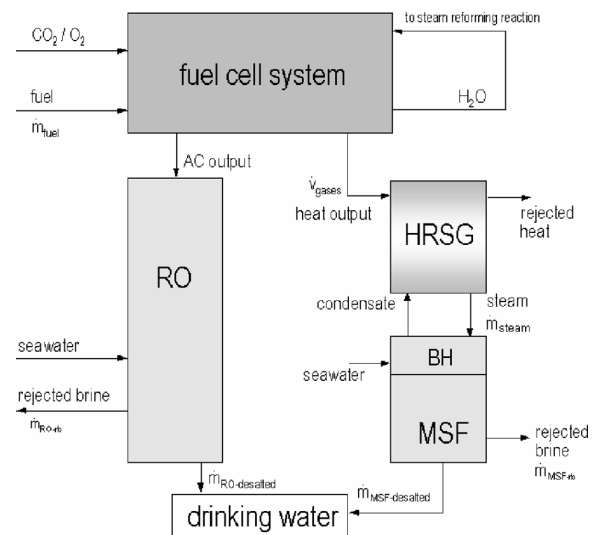 to steam reforming reaction
CO₂ / O₂
fuel cell system
fuel
ṁfuel
H₂O
AC output
v̇gases
heat output
HRSG
rejected
heat
RO
condensate
steam
ṁsteam
seawater
BH
seawater
rejected brine
ṁRO-rb
MSF
rejected
brine
ṁMSF-rb
ṁRO-desalted
ṁMSF-desalted
drinking water